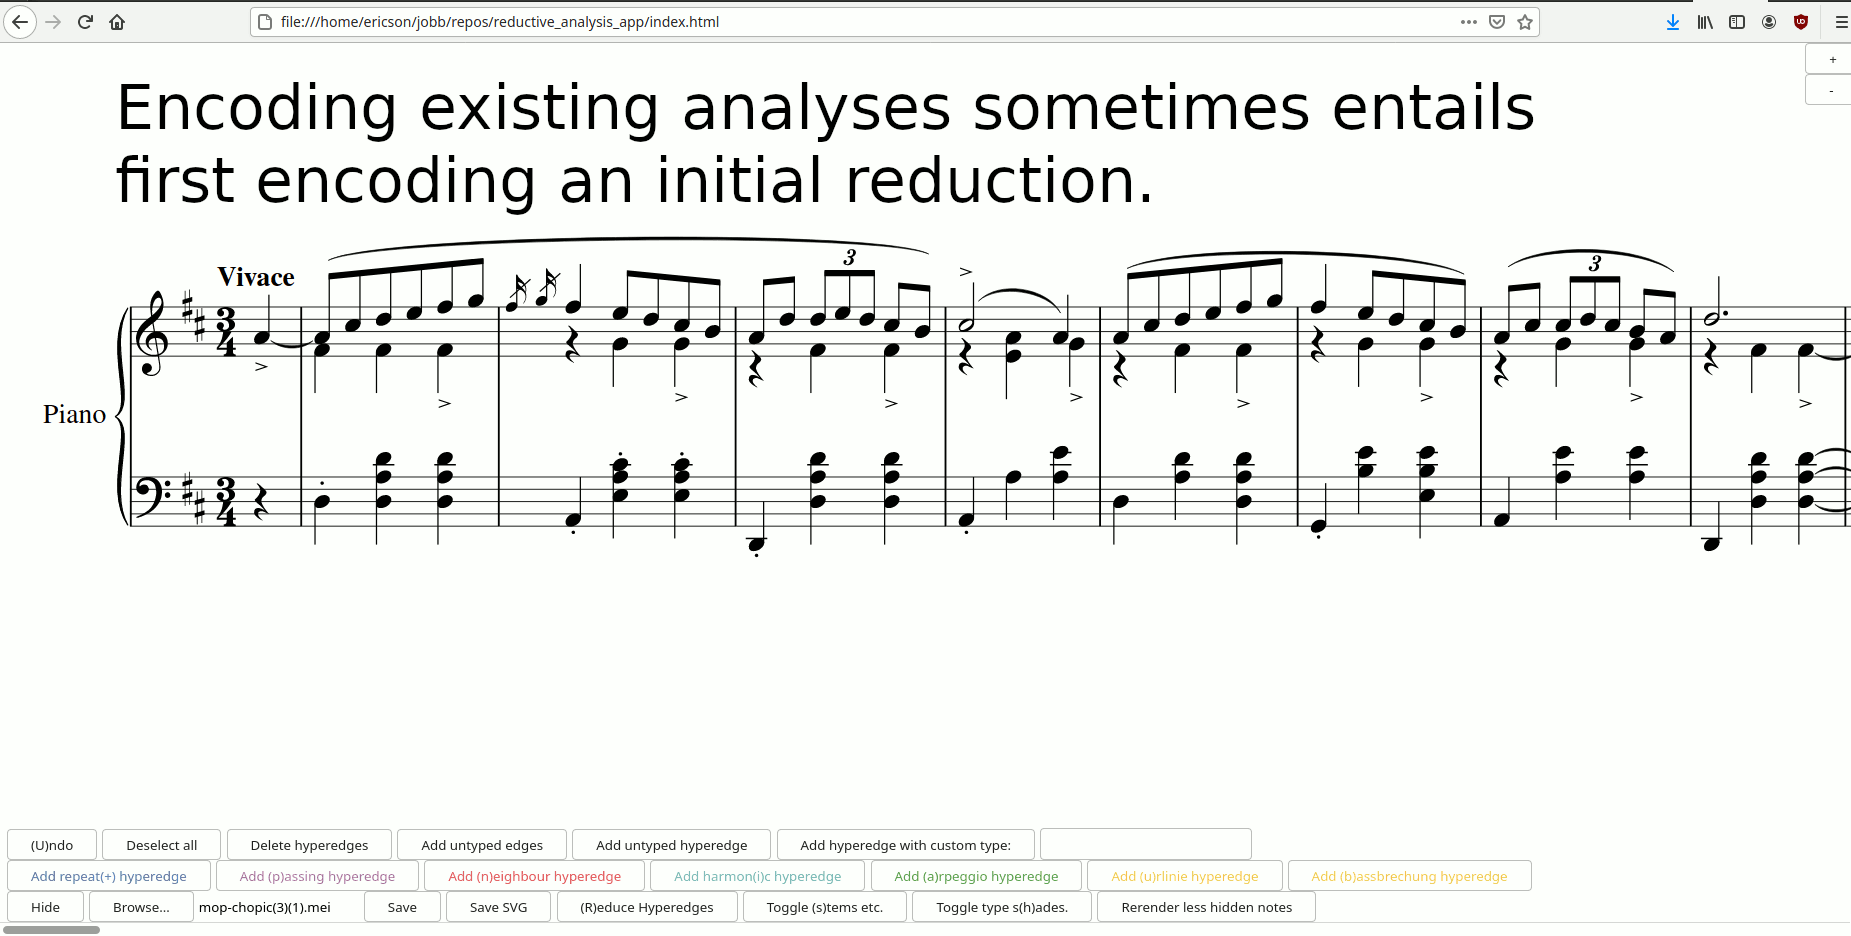 file:///home/ericson/jobb/repos/reductive_analysis_app/index.html
+
-
Encoding existing analyses sometimes entails
first encoding an initial reduction.
Vivace
3
3
3
4
Piano
3
4
(U)ndo Deselect all Delete hyperedges Add untyped edges Add untyped hyperedge Add hyperedge with custom type:
Add repeat(+) hyperedge Add (p)assing hyperedge Add (n)eighbour hyperedge Add harmon(i)c hyperedge Add (a)rpeggio hyperedge Add (u)rlinie hyperedge Add (b)assbrechung hyperedge
Hide Browse... mop-chopic(3)(1).mei Save Save SVG (R)educe Hyperedges Toggle (s)tems etc. Toggle type s(h)ades. Rerender less hidden notes